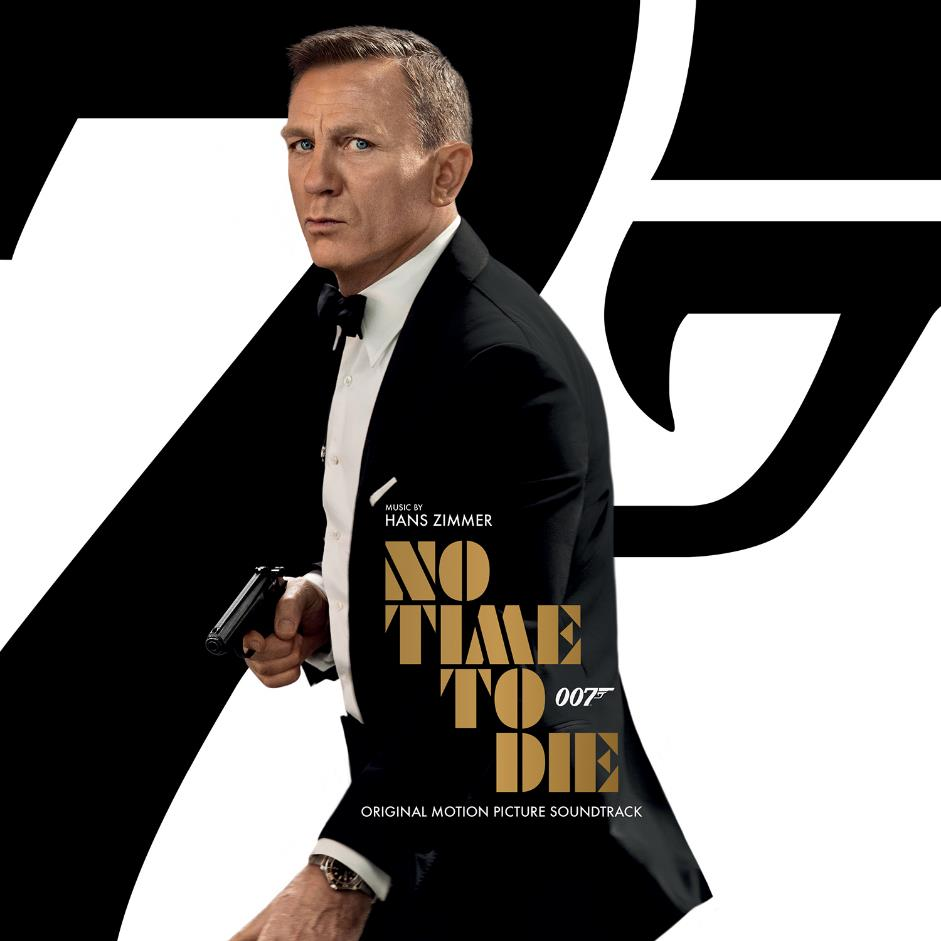 MUSIC BY
HANS ZIMMER
NO
TIME
TO
007
DIE
ORIGINAL MOTION PICTURE SOUNDTRACK